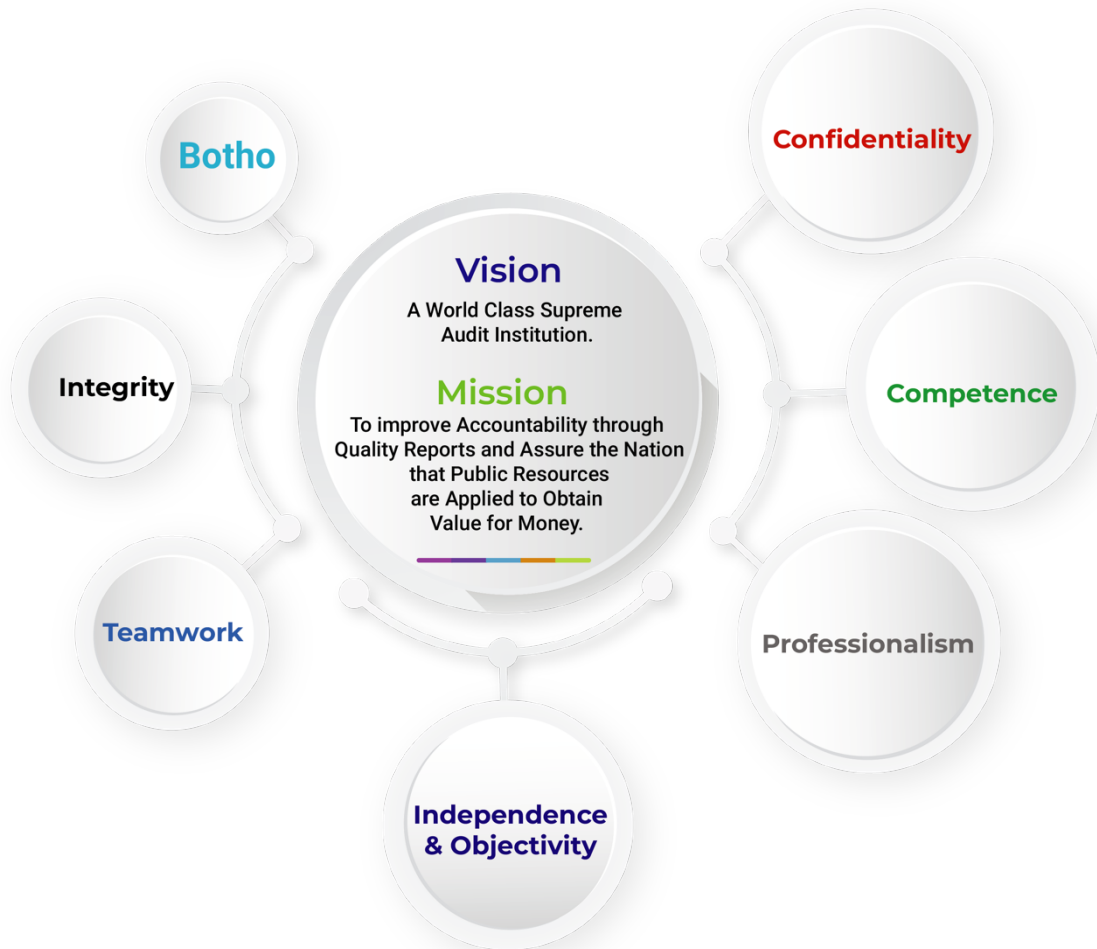 Botho
Confidentiality
Vision
A World Class Supreme
Audit Institution.
Integrity
Competence
Mission
To improve Accountability through
Quality Reports and Assure the Nation
that Public Resources
are Applied to Obtain
Value for Money.
Teamwork
Professionalism
Independence
& Objectivity